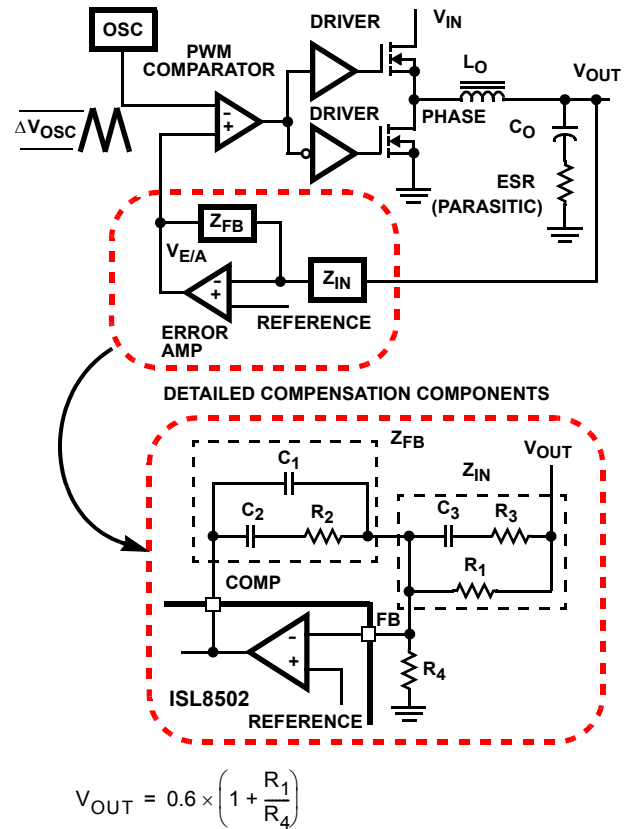 OSC
PWM
COMPARATOR
DRIVER
V_IN
L_O
V_OUT
ΔV_OSC
DRIVER
PHASE
C_O
ESR
(PARASITIC)
Z_FB
V_E/A
Z_IN
REFERENCE
ERROR
AMP
- +
- +
DETAILED COMPENSATION COMPONENTS
Z_FB
V_OUT
C_1
Z_IN
C_2
R_2
C_3
R_3
R_1
COMP
FB
- +
R_4
ISL8502
REFERENCE
V_OUT = 0.6 × (1 + R_1/R_4)